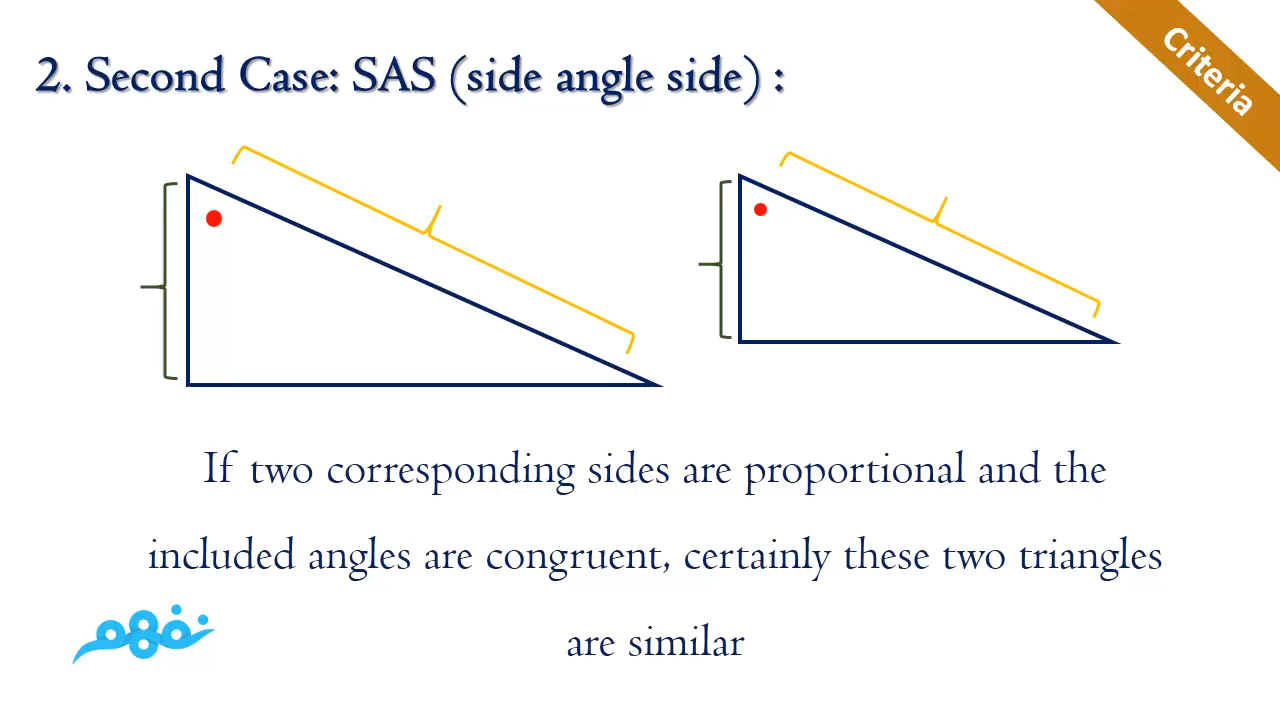 Criteria
2. Second Case: SAS (side angle side) :
If two corresponding sides are proportional and the
included angles are congruent, certainly these two triangles
are similar
نفهم